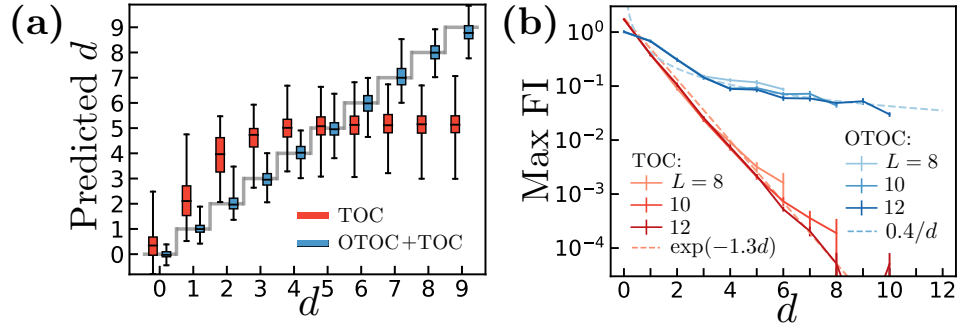 (a)
Predicted d
9
8
7
6
5
4
3
2
1
0
0 1 2 3 4 5 6 7 8 9
d
TOC
OTOC+TOC
(b)
Max FI
10^0
10^{-1}
10^{-2}
10^{-3}
10^{-4}
0 2 4 6 8 10 12
d
TOC:
L = 8
10
12
exp(−1.3d)
OTOC:
L = 8
10
12
0.4/d